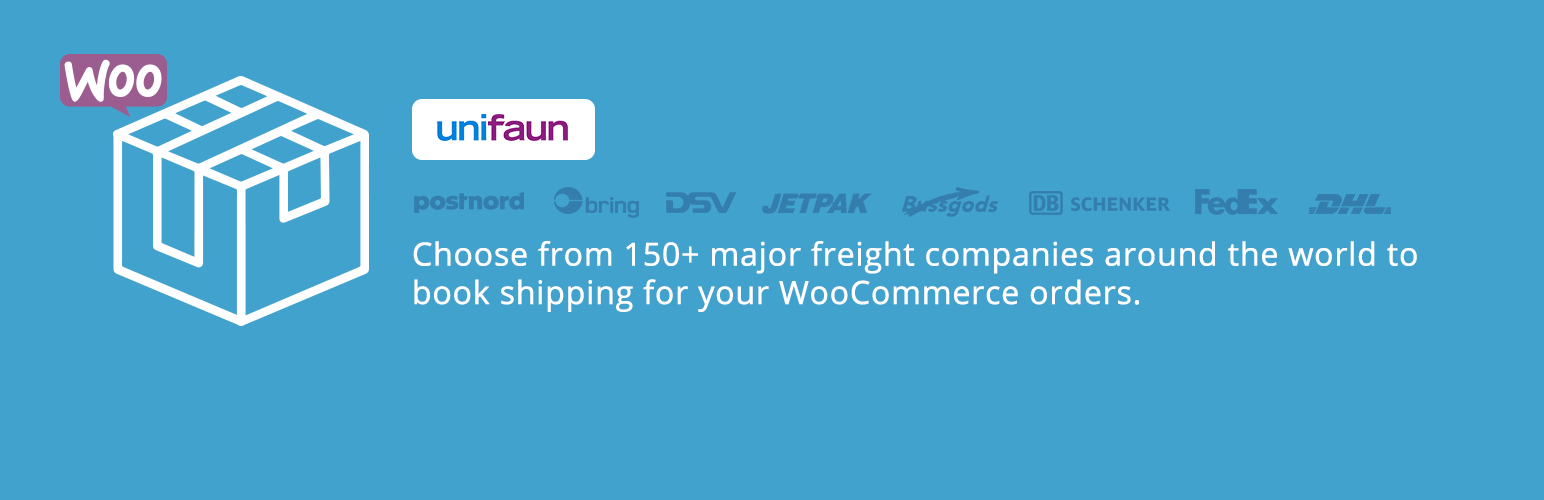 Woo
unifaun
postnord bring DSV JETPAK Bussgods DB SCHENKER FedEx DHL
Choose from 150+ major freight companies around the world to
book shipping for your WooCommerce orders.